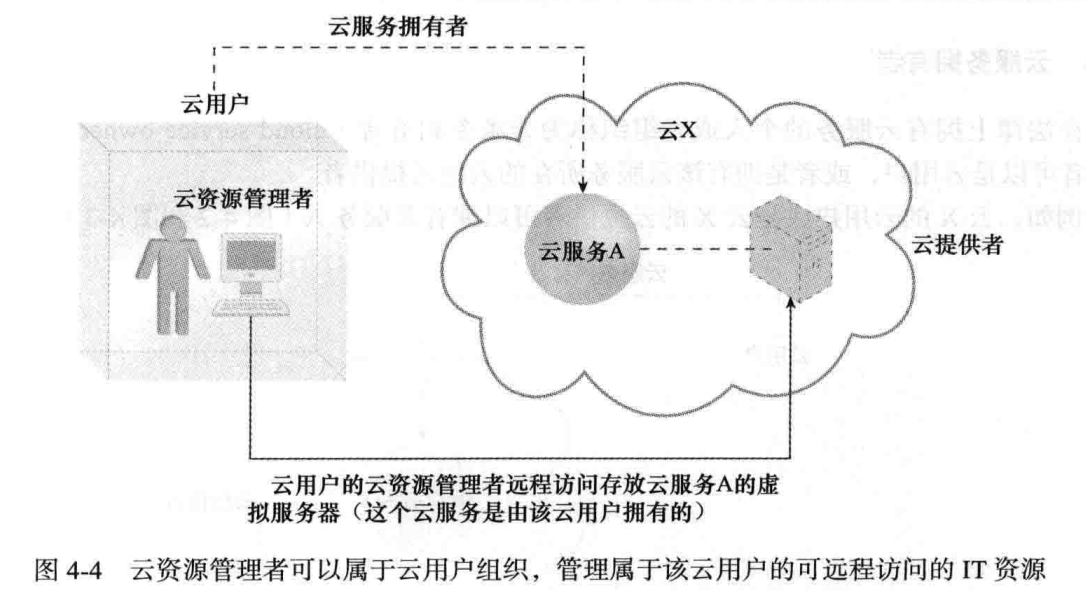 云服务拥有者
云用户
云X
云资源管理者
云服务A
云提供者
云用户的云资源管理者远程访问存放云服务A的虚
拟服务器（这个云服务是由该云用户拥有的）
图 4-4 云资源管理者可以属于云用户组织，管理属于该云用户的可远程访问的 IT 资源